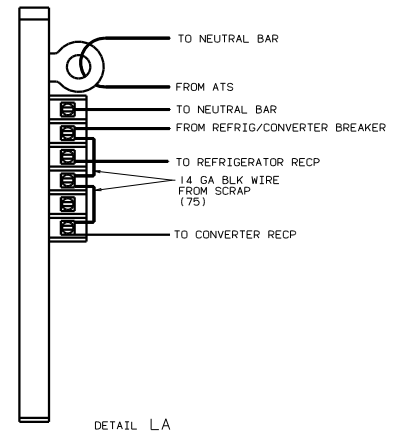 TO NEUTRAL BAR
FROM ATS
TO NEUTRAL BAR
FROM REFRIG/CONVERTER BREAKER
TO REFRIGERATOR RECP
14 GA BLK WIRE
FROM SCRAP
(75)
TO CONVERTER RECP
DETAIL LA